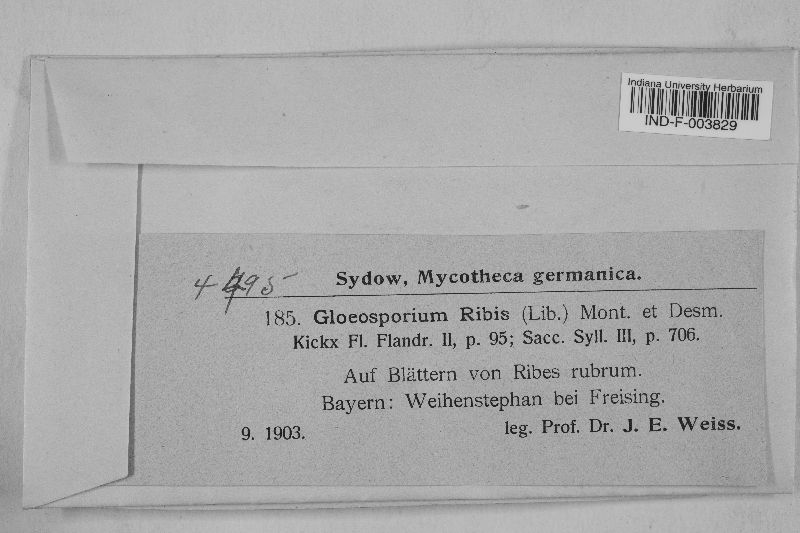 Indiana University Herbarium
IND-F-003829
Sydow, Mycotheca germanica.
185. Gloeosporium Ribis (Lib.) Mont. et Desm.
Kickx Fl. Flandr. II, p. 95; Sacc. Syll. III, p. 706.
Auf Blättern von Ribes rubrum.
Bayern: Weihenstephan bei Freising.
9. 1903. leg. Prof. Dr. J. E. Weiss.